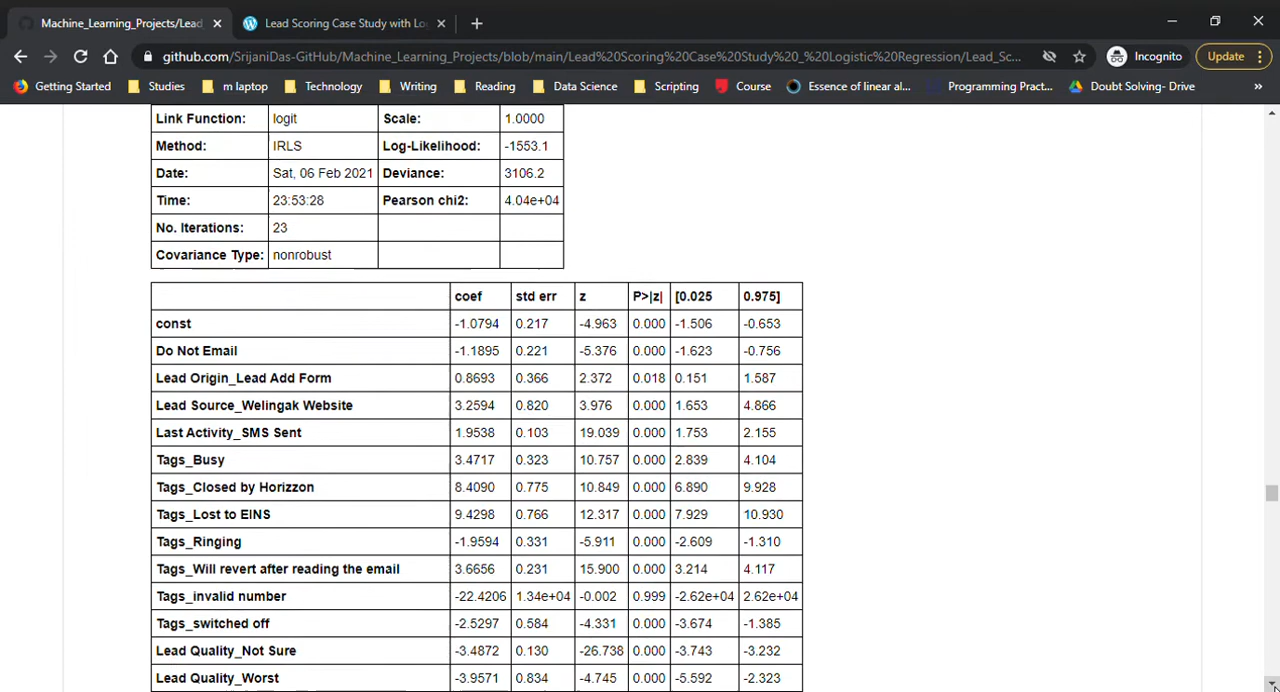 Machine_Learning_Projects/Lead
Lead Scoring Case Study with Lo
github.com/SrijaniDas-GitHub/Machine_Learning_Projects/blob/main/Lead%20Scoring%20Case%20Study%20_%20Logistic%20Regression/Lead_Sc...
Incognito
Update
Getting Started Studies m laptop Technology Writing Reading Data Science Scripting Course Essence of linear al... Programming Pract... Doubt Solving- Drive »
Link Function: logit Scale: 1.0000
Method: IRLS Log-Likelihood: -1553.1
Date: Sat, 06 Feb 2021 Deviance: 3106.2
Time: 23:53:28 Pearson chi2: 4.04e+04
No. Iterations: 23
Covariance Type: nonrobust
coef std err z P>|z| [0.025 0.975]
const -1.0794 0.217 -4.963 0.000 -1.506 -0.653
Do Not Email -1.1895 0.221 -5.376 0.000 -1.623 -0.756
Lead Origin_Lead Add Form 0.8693 0.366 2.372 0.018 0.151 1.587
Lead Source_Welingak Website 3.2594 0.820 3.976 0.000 1.653 4.866
Last Activity_SMS Sent 1.9538 0.103 19.039 0.000 1.753 2.155
Tags_Busy 3.4717 0.323 10.757 0.000 2.839 4.104
Tags_Closed by Horizzon 8.4090 0.775 10.849 0.000 6.890 9.928
Tags_Lost to EINS 9.4298 0.766 12.317 0.000 7.929 10.930
Tags_Ringing -1.9594 0.331 -5.911 0.000 -2.609 -1.310
Tags_Will revert after reading the email 3.6656 0.231 15.900 0.000 3.214 4.117
Tags_invalid number -22.4206 1.34e+04 -0.002 0.999 -2.62e+04 2.62e+04
Tags_switched off -2.5297 0.584 -4.331 0.000 -3.674 -1.385
Lead Quality_Not Sure -3.4872 0.130 -26.738 0.000 -3.743 -3.232
Lead Quality_Worst -3.9571 0.834 -4.745 0.000 -5.592 -2.323